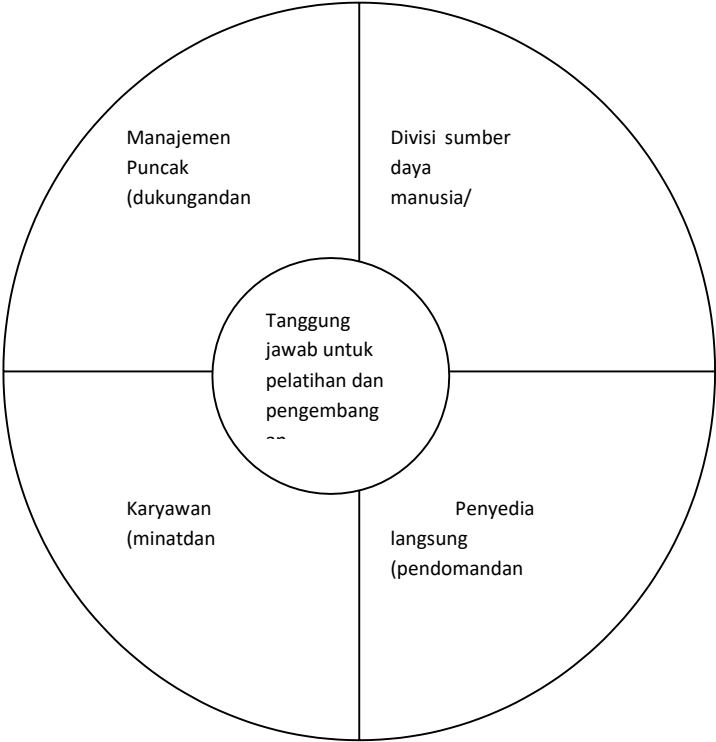 Manajemen
Puncak
(dukungandan
Divisi sumber
daya
manusia/
Tanggung
jawab untuk
pelatihan dan
pengembang
Karyawan
(minatdan
Penyedia
langsung
(pendomandan